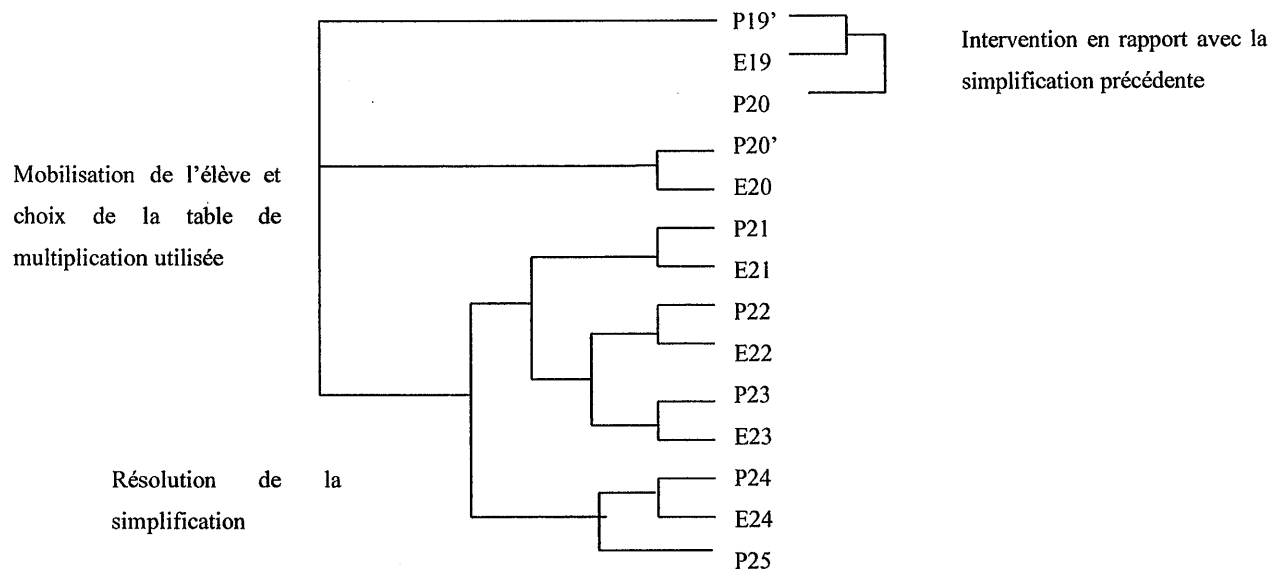 P19’
E19
P20
Intervention en rapport avec la
simplification précédente
P20’
E20
Mobilisation de l’élève et
choix de la table de
multiplication utilisée
P21
E21
P22
E22
P23
E23
P24
E24
P25
Résolution de la
simplification